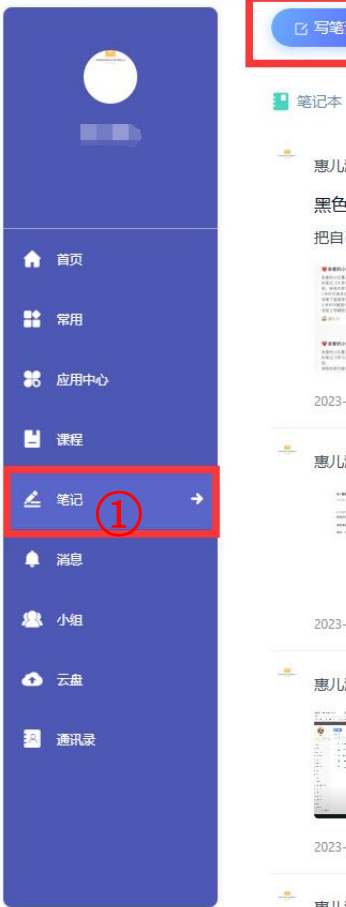 首页
常用
应用中心
课程
笔记
①
消息
小组
云盘
通讯录
写笔
笔记本
惠儿
黑色
把自
2023-
惠儿
2023-
惠儿
2023-